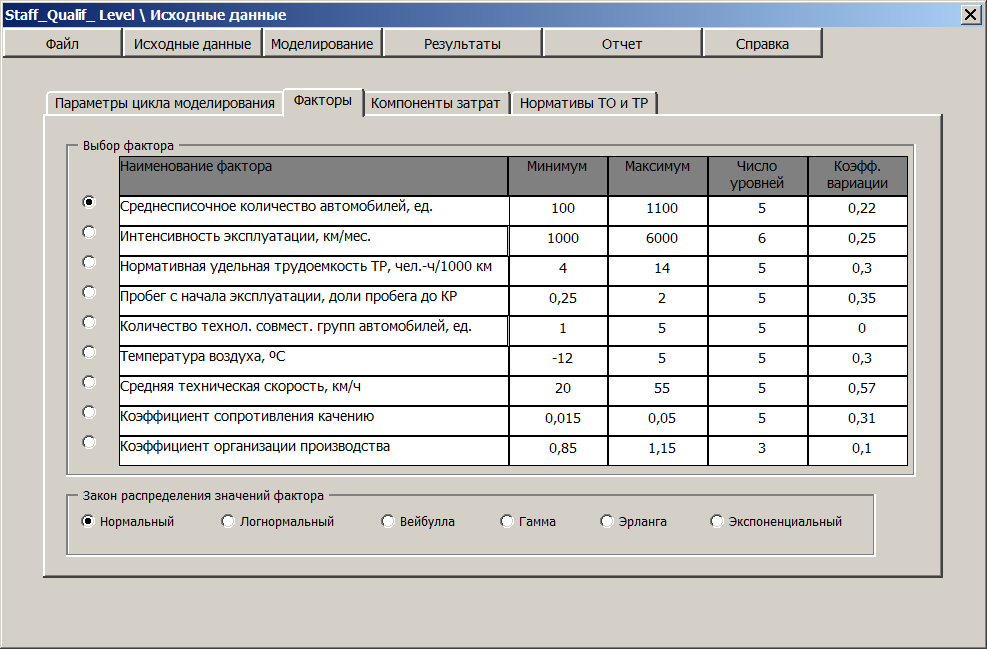 Staff_Qualif_ Level \ Исходные данные
Файл Исходные данные Моделирование Результаты Отчет Справка
Параметры цикла моделирования Факторы Компоненты затрат Нормативы ТО и ТР
Выбор фактора
Наименование фактора Минимум Максимум Число уровней Коэфф. вариации
Среднесписочное количество автомобилей, ед. 100 1100 5 0,22
Интенсивность эксплуатации, км/мес. 1000 6000 6 0,25
Нормативная удельная трудоемкость ТР, чел.-ч/1000 км 4 14 5 0,3
Пробег с начала эксплуатации, доли пробега до КР 0,25 2 5 0,35
Количество технол. совмест. групп автомобилей, ед. 1 5 5 0
Температура воздуха, ºС -12 5 5 0,3
Средняя техническая скорость, км/ч 20 55 5 0,57
Коэффициент сопротивления качению 0,015 0,05 5 0,31
Коэффициент организации производства 0,85 1,15 3 0,1
Закон распределения значений фактора
Нормальный Логнормальный Вейбулла Гамма Эрланга Экспоненциальный